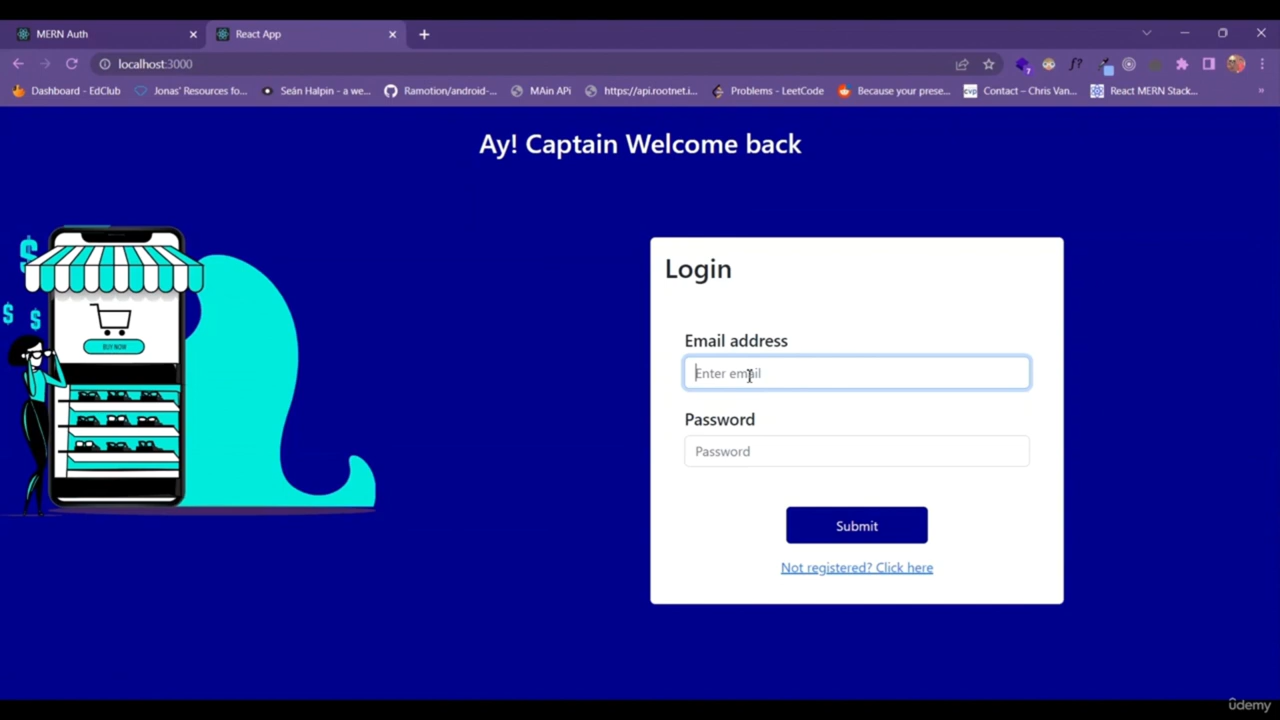 MERN Auth
React App
localhost:3000
Dashboard - EdClub
Jonas' Resources fo...
Seán Halpin - a we...
Ramotion/android-...
MAin APi
https://api.rootnet.i...
Problems - LeetCode
Because your prese...
cvp
Contact – Chris Van...
React MERN Stack...
Ay! Captain Welcome back
$
$ $
BUY NOW
Login
Email address
Enter email
Password
Password
Submit
Not registered? Click here
ûdemy